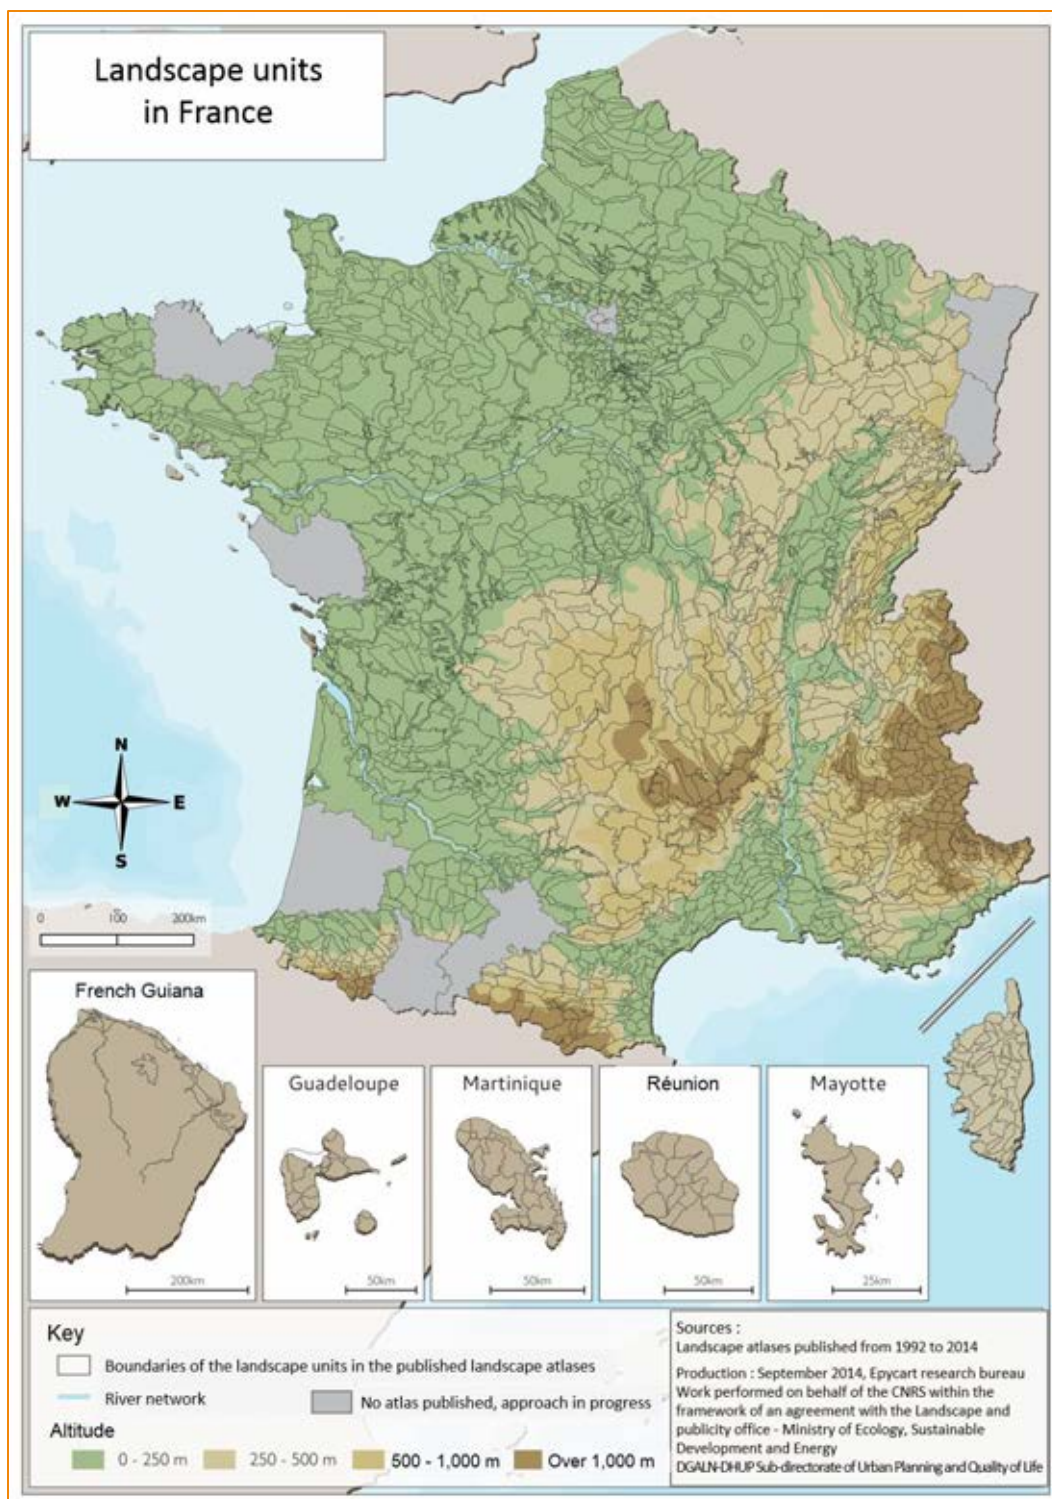 Landscape units
in France
N
W
E
S
0 100 200km
French Guiana
200km
Guadeloupe
50km
Martinique
50km
Réunion
50km
Mayotte
25km
Key
Boundaries of the landscape units in the published landscape atlases
River network
No atlas published, approach in progress
Altitude
0 - 250 m
250 - 500 m
500 - 1,000 m
Over 1,000 m
Sources :
Landscape atlases published from 1992 to 2014
Production : September 2014, Epycart research bureau
Work performed on behalf of the CNRS within the
framework of an agreement with the Landscape and
publicity office - Ministry of Ecology, Sustainable
Development and Energy
DGALN-DHUP Sub-directorate of Urban Planning and Quality of Life